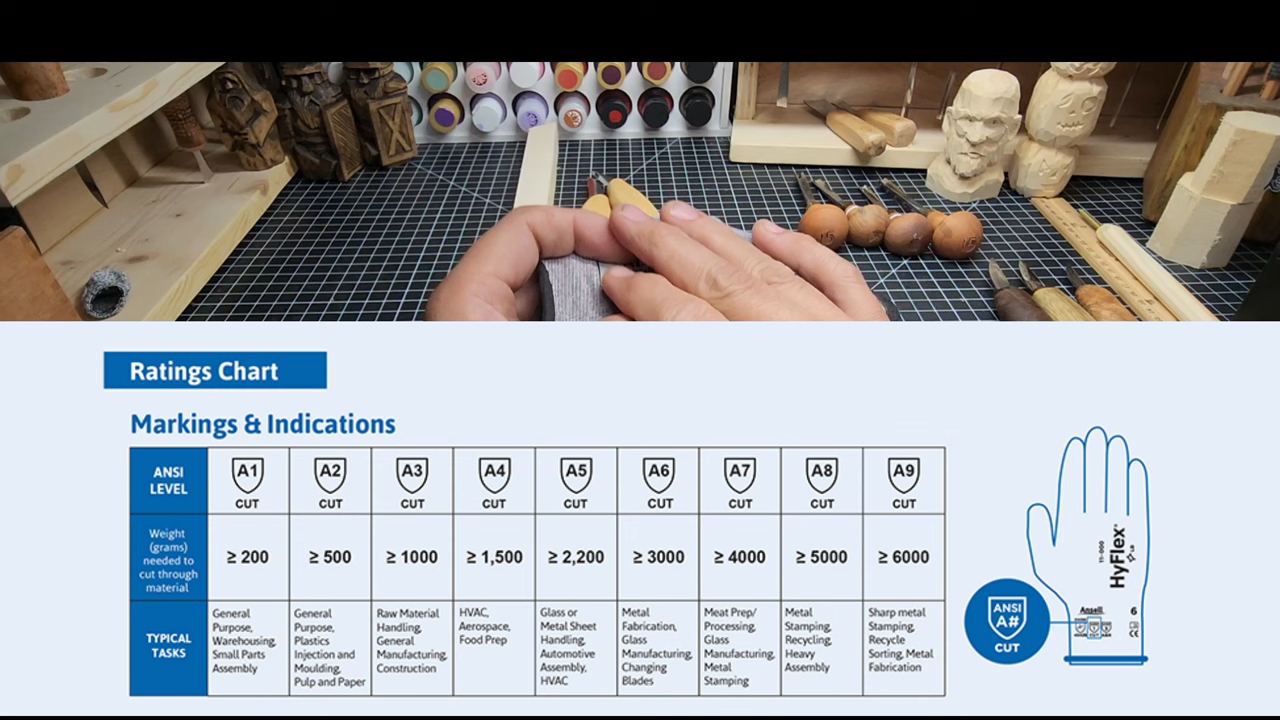 Ratings Chart
Markings & Indications
ANSI
LEVEL
A1
CUT
A2
CUT
A3
CUT
A4
CUT
A5
CUT
A6
CUT
A7
CUT
A8
CUT
A9
CUT
Weight
(grams)
needed to
cut through
material
≥ 200
≥ 500
≥ 1000
≥ 1,500
≥ 2,200
≥ 3000
≥ 4000
≥ 5000
≥ 6000
TYPICAL
TASKS
General
Purpose,
Warehousing,
Small Parts
Assembly
General
Purpose,
Plastics
Injection and
Moulding,
Pulp and Paper
Raw Material
Handling,
General
Manufacturing,
Construction
HVAC,
Aerospace,
Food Prep
Glass or
Metal Sheet
Handling,
Automotive
Assembly,
HVAC
Metal
Fabrication,
Glass
Manufacturing,
Changing
Blades
Meat Prep/
Processing,
Glass
Manufacturing,
Metal
Stamping
Metal
Stamping,
Recycling,
Heavy
Assembly
Sharp metal
Stamping,
Recycle
Sorting, Metal
Fabrication
11-000
HyFlex®
Ansell
6
ANSI
A#
CUT